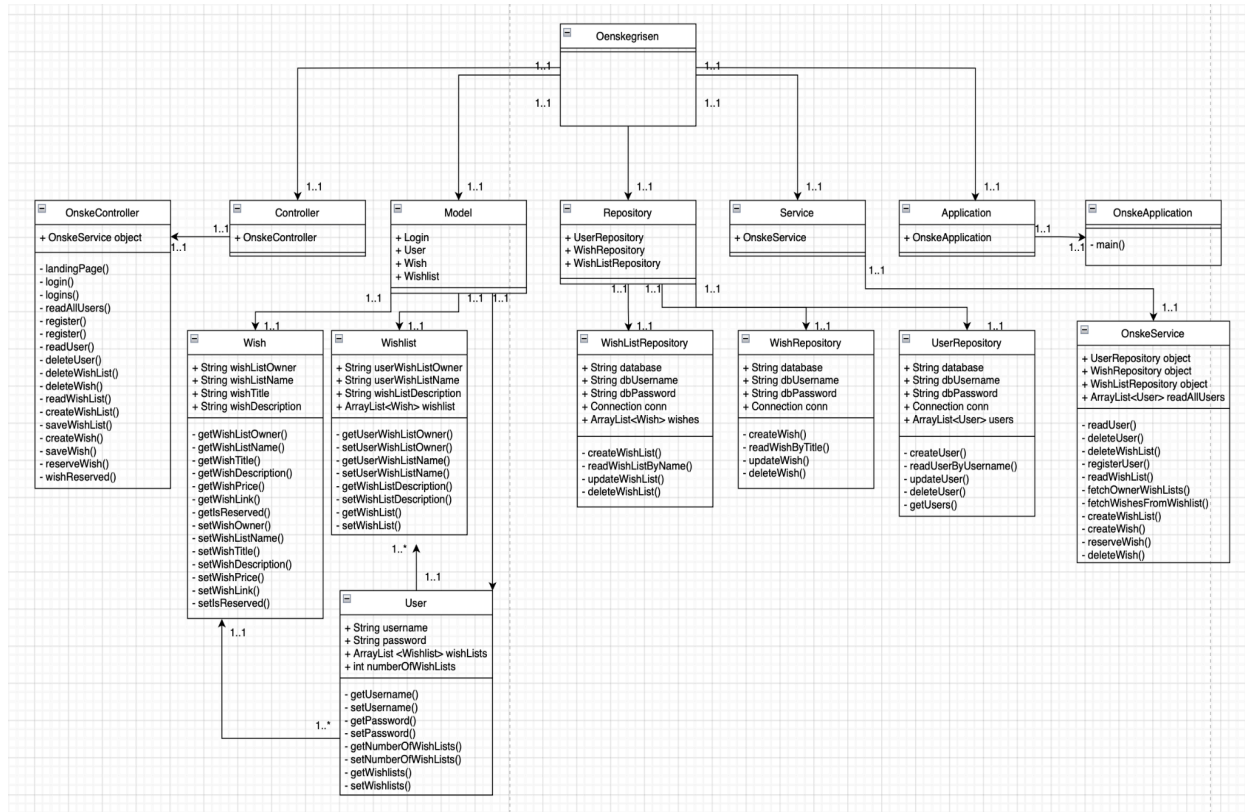 Oenskegrisen
1..1
1..1
1..1
1..1
1..1
1..1
1..1
1..1
1..1
OnskeController
+ OnskeService object
- landingPage()
- login()
- logins()
- readAllUsers()
- register()
- register()
- readUser()
- deleteUser()
- deleteWishList()
- deleteWish()
- readWishList()
- createWishList()
- saveWishList()
- createWish()
- saveWish()
- reserveWish()
- wishReserved()
1..1
1..1
Controller
+ OnskeController
Model
+ Login
+ User
+ Wish
+ Wishlist
Repository
+ UserRepository
+ WishRepository
+ WishListRepository
Service
+ OnskeService
Application
+ OnskeApplication
1..1
1..1
OnskeApplication
- main()
1..1
1..1
1..1
1..1
1..1
1..1
1..1
1..1
1..1
1..1
1..1
1..1
1..1
Wish
+ String wishListOwner
+ String wishListName
+ String wishTitle
+ String wishDescription
- getWishListOwner()
- getWishListName()
- getWishTitle()
- getWishDescription()
- getWishPrice()
- getWishLink()
- getIsReserved()
- setWishOwner()
- setWishListName()
- setWishTitle()
- setWishDescription()
- setWishPrice()
- setWishLink()
- setIsReserved()
Wishlist
+ String userWishListOwner
+ String userWishListName
+ String wishListDescription
+ ArrayList<Wish> wishlist
- getUserWishListOwner()
- setUserWishListOwner()
- getUserWishListName()
- setUserWishListName()
- getWishListDescription()
- setWishListDescription()
- getWishList()
- setWishList()
WishListRepository
+ String database
+ String dbUsername
+ String dbPassword
+ Connection conn
+ ArrayList<Wish> wishes
- createWishList()
- readWishListByName()
- updateWishList()
- deleteWishList()
WishRepository
+ String database
+ String dbUsername
+ String dbPassword
+ Connection conn
- createWish()
- readWishByTitle()
- updateWish()
- deleteWish()
UserRepository
+ String database
+ String dbUsername
+ String dbPassword
+ Connection conn
+ ArrayList<User> users
- createUser()
- readUserByUsername()
- updateUser()
- deleteUser()
- getUsers()
OnskeService
+ UserRepository object
+ WishRepository object
+ WishListRepository object
+ ArrayList<User> readAllUsers
- readUser()
- deleteUser()
- deleteWishList()
- registerUser()
- readWishList()
- fetchOwnerWishLists()
- fetchWishesFromWishlist()
- createWishList()
- createWish()
- reserveWish()
- deleteWish()
1..*
1..1
1..1
1..*
User
+ String username
+ String password
+ ArrayList <Wishlist> wishLists
+ int numberOfWishLists
- getUsername()
- setUsername()
- getPassword()
- setPassword()
- getNumberOfWishLists()
- setNumberOfWishLists()
- getWishlists()
- setWishlists()